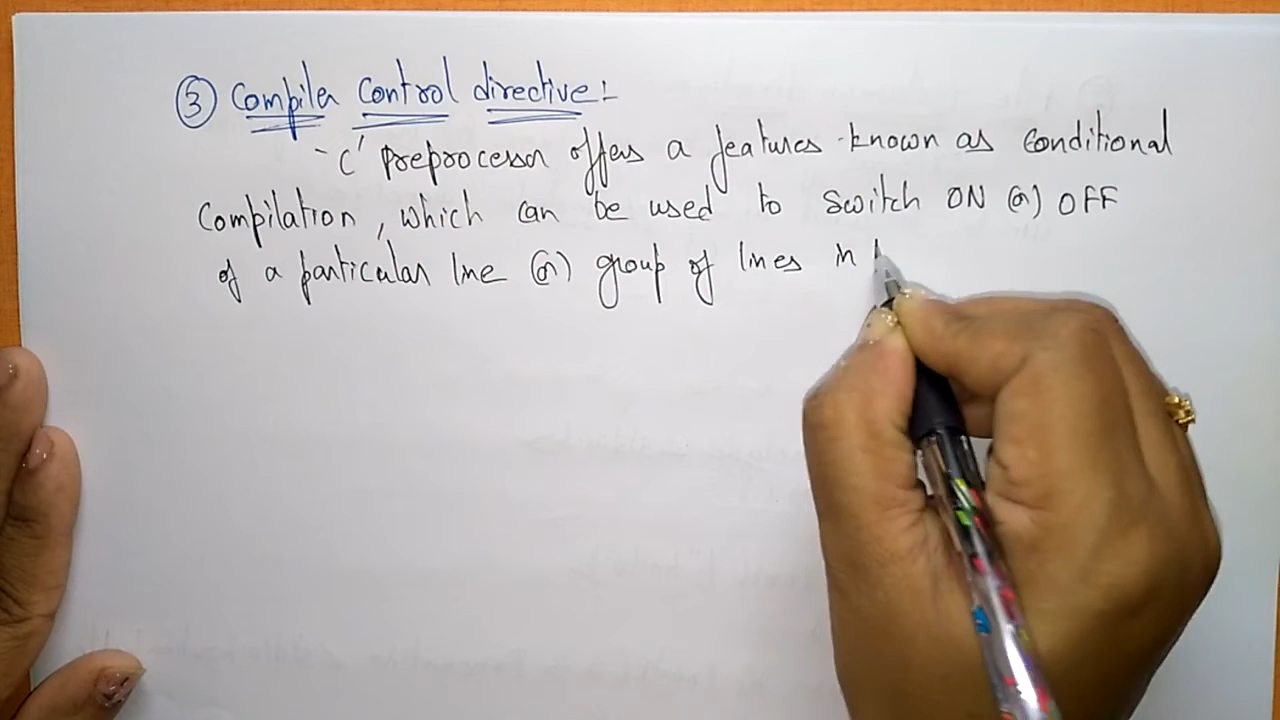 ③ Compiler Control directive:-
'C' preprocessor offers a features known as Conditional
Compilation, which can be used to switch ON (or) OFF
of a particular line (or) group of lines in